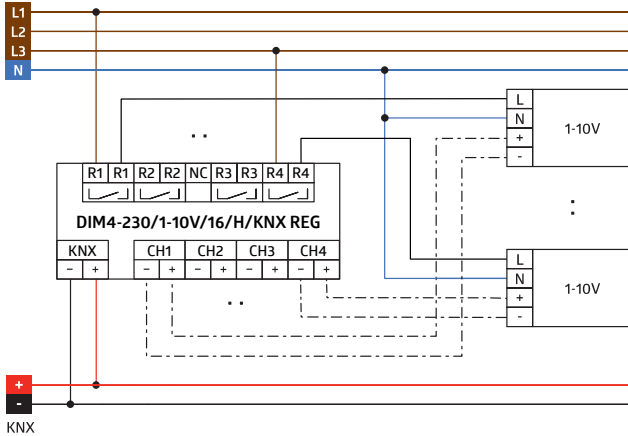 L1
L2
L3
N
L
N
+
-
1-10V
R1 R1 R2 R2 NC R3 R3 R4 R4
DIM4-230/1-10V/16/H/KNX REG
KNX CH1 CH2 CH3 CH4
- + - + - + - + - +
L
N
+
-
1-10V
+
-
KNX